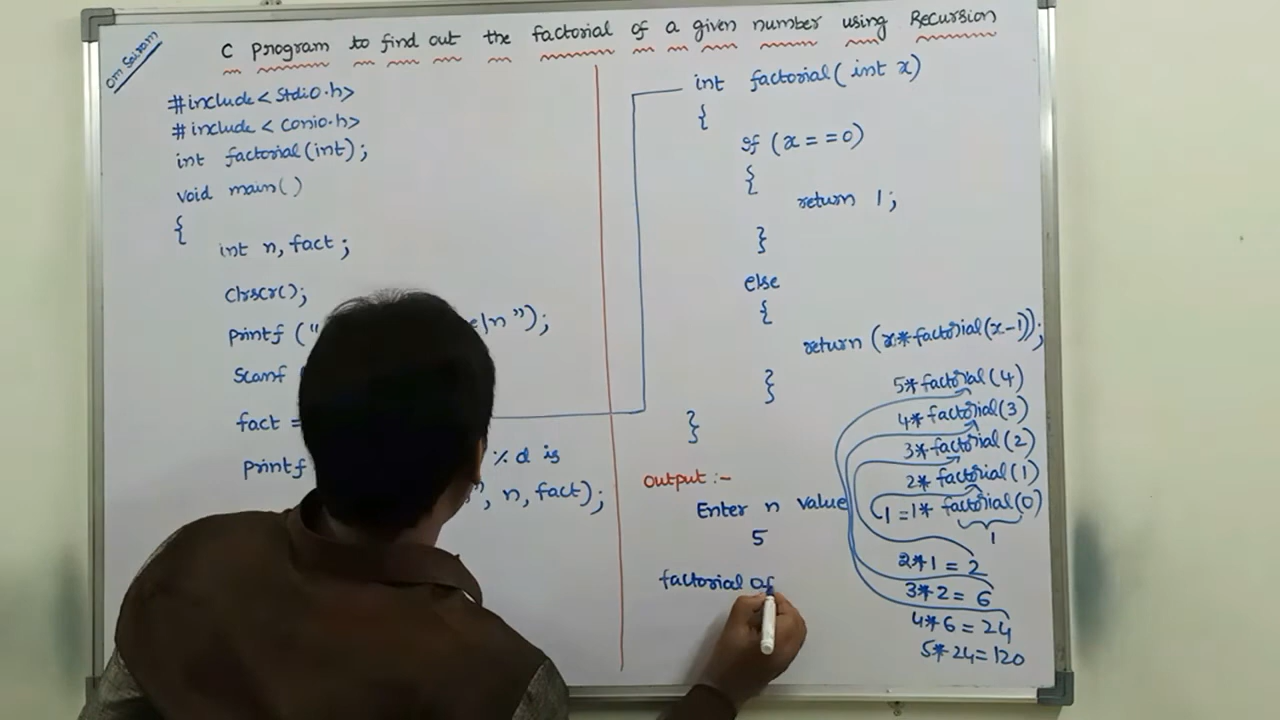 Om Sairam
C program to find out the factorial of a given number using Recursion
#include< Stdio.h>
#include< Conio.h>
int factorial(int);
void main()
{
int n, fact ;
Clrscr();
Printf ("
e\n");
Scanf
fact =
Printf
% d is
", n, fact);
int factorial( int x)
{
if (x = = 0)
{
return 1;
}
else
{
return (x*factorial(x-1));
}
}
5* factorial(4)
4* factorial(3)
3* factorial(2)
2* factorial(1)
1 = 1* factorial(0)
1
2*1 = 2
3*2 = 6
4*6 = 24
5*24=120
Output :-
Enter n value
5
factorial of